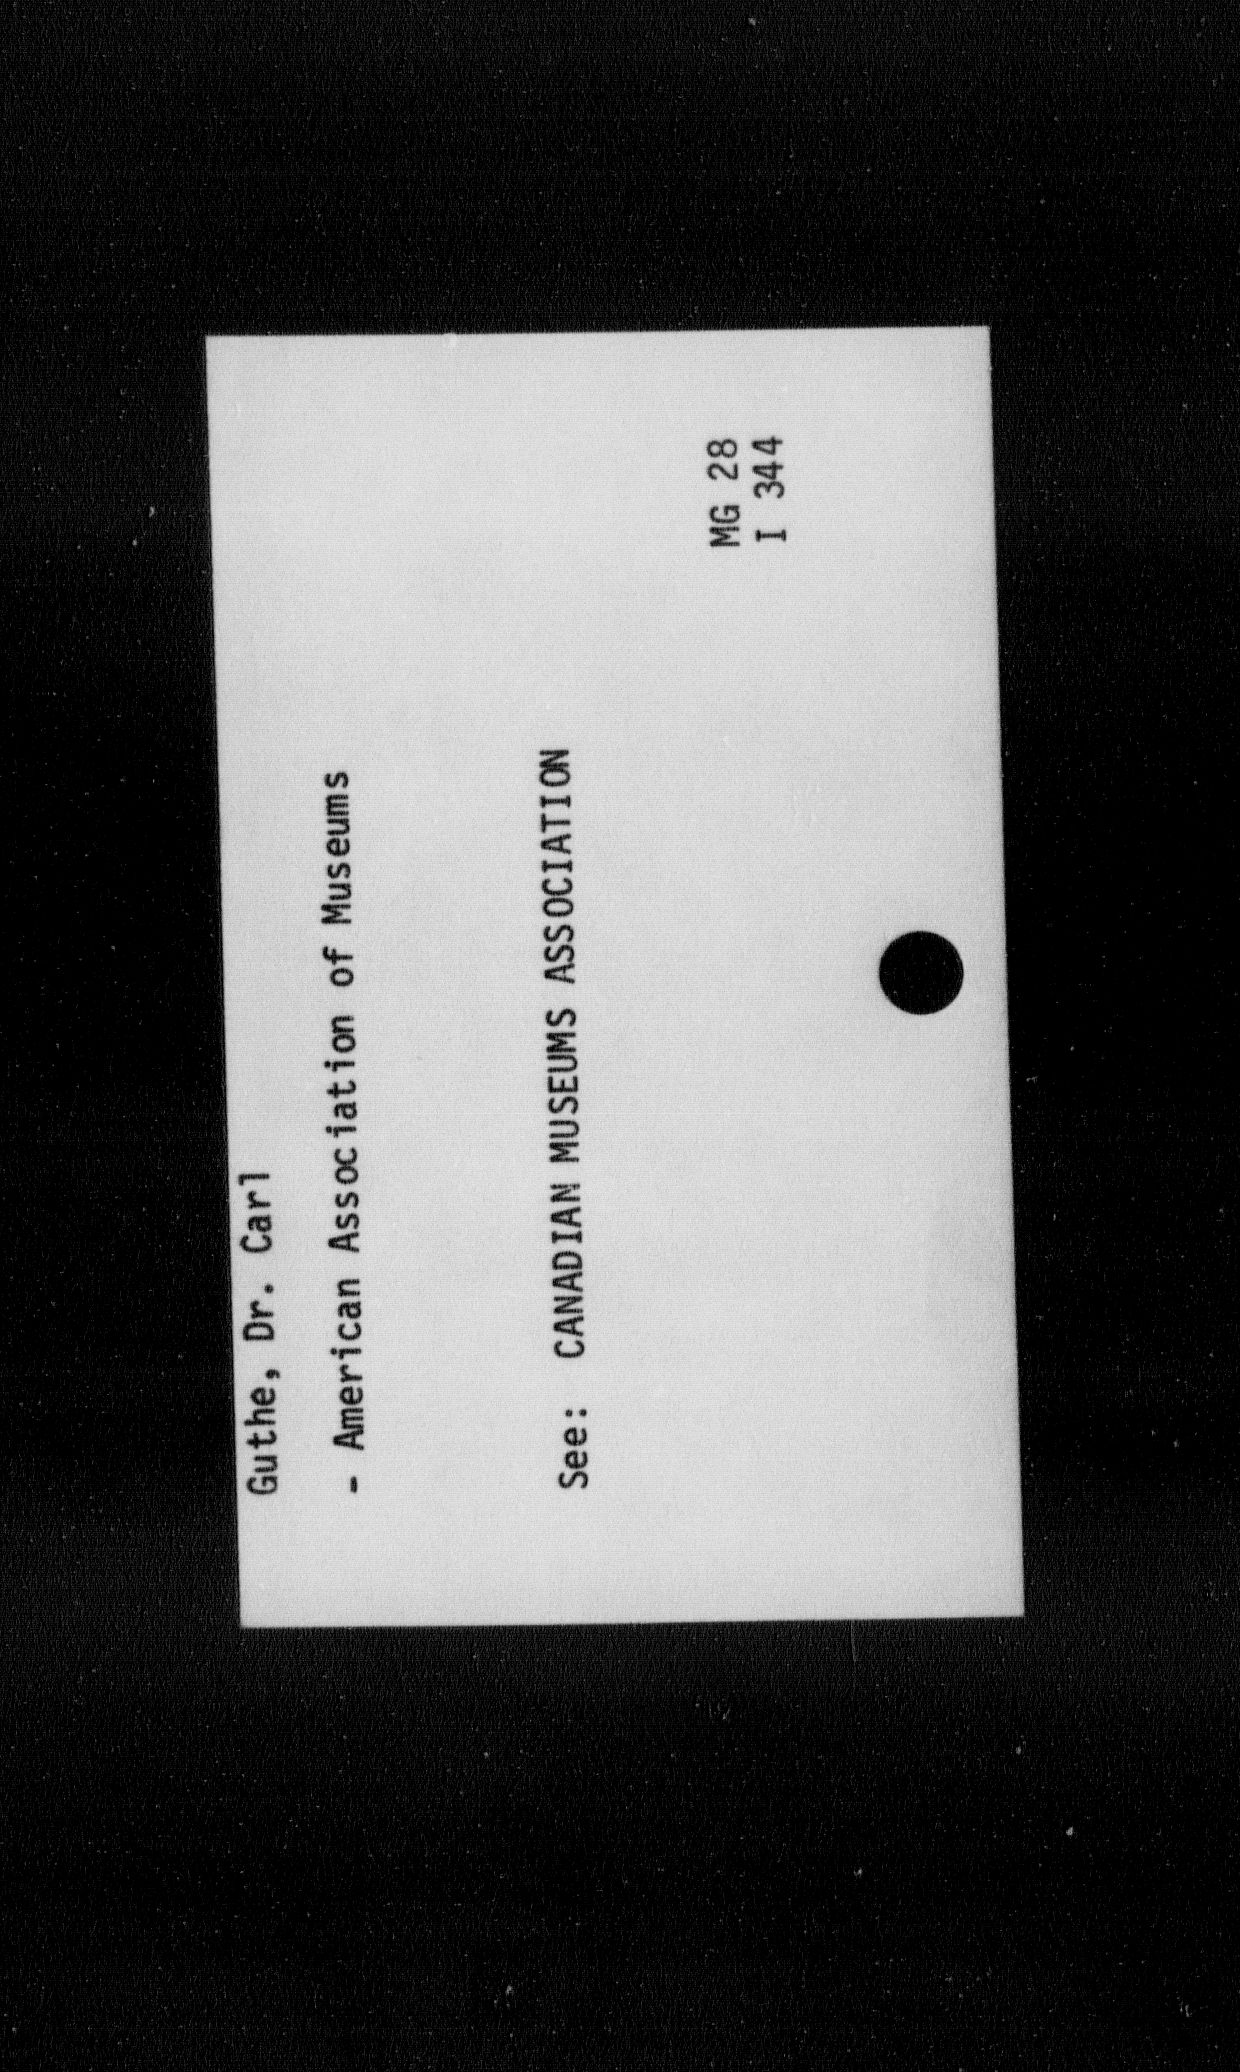 Guthe, Dr. Carl
- American Association of Museums
See: CANADIAN MUSEUMS ASSOCIATION
MG 28
I 344